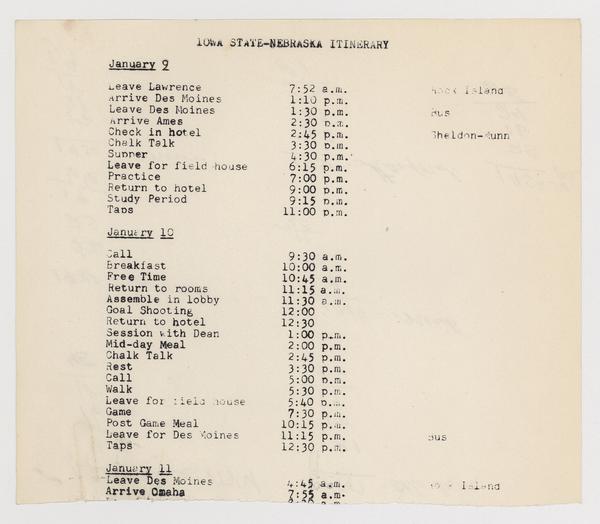 IOWA STATE-NEBRASKA ITINERARY
January 9
Leave Lawrence 7:52 a.m. Rock Island
Arrive Des Moines 1:10 p.m.
Leave Des Moines 1:30 p.m. Bus
Arrive Ames 2:30 p.m.
Check in hotel 2:45 p.m. Sheldon-Munn
Chalk Talk 3:30 p.m.
Supper 4:30 p.m.
Leave for field house 6:15 p.m.
Practice 7:00 p.m.
Return to hotel 9:00 p.m.
Study Period 9:15 p.m.
Taps 11:00 p.m.
January 10
Call 9:30 a.m.
Breakfast 10:00 a.m.
Free Time 10:45 a.m.
Return to rooms 11:15 a.m.
Assemble in lobby 11:30 a.m.
Goal Shooting 12:00
Return to hotel 12:30
Session with Dean 1:00 p.m.
Mid-day Meal 2:00 p.m.
Chalk Talk 2:45 p.m.
Rest 3:30 p.m.
Call 5:00 p.m.
Walk 5:30 p.m.
Leave for field house 5:40 p.m.
Game 7:30 p.m.
Post Game Meal 10:15 p.m.
Leave for Des Moines 11:15 p.m. Bus
Taps 12:30 p.m.
January 11
Leave Des Moines 4:45 a.m. Rock Island
Arrive Omaha 7:55 a.m.